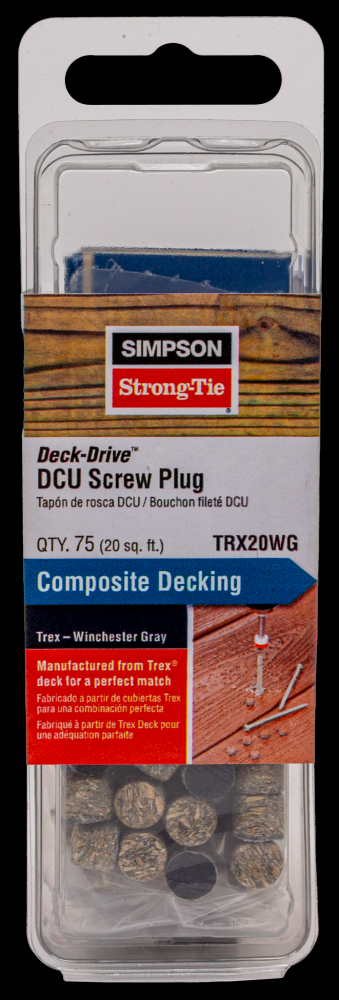 SIMPSON
Strong-Tie
®
Deck-Drive™
DCU Screw Plug
Tapón de rosca DCU / Bouchon fileté DCU
QTY. 75 (20 sq. ft.) TRX20WG
Composite Decking
Trex – Winchester Gray
Manufactured from Trex®
deck for a perfect match
Fabricado a partir de cubiertas Trex
para una combinación perfecta
Fabriqué à partir de Trex Deck pour
une adéquation parfaite